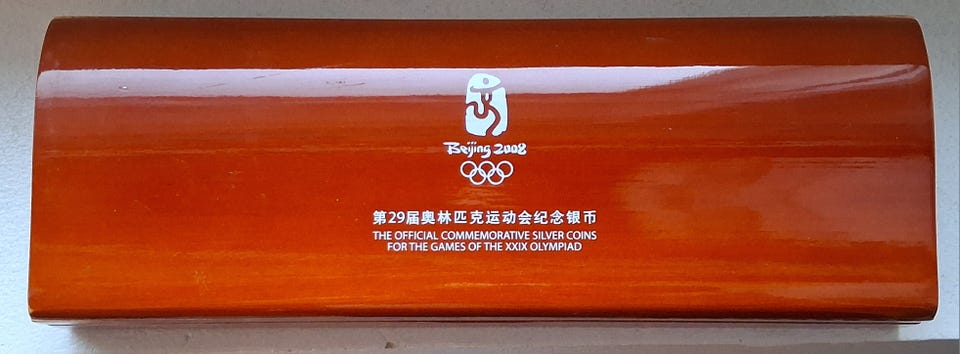 Beijing 2008
第29届奥林匹克运动会纪念银币
THE OFFICIAL COMMEMORATIVE SILVER COINS
FOR THE GAMES OF THE XXIX OLYMPIAD